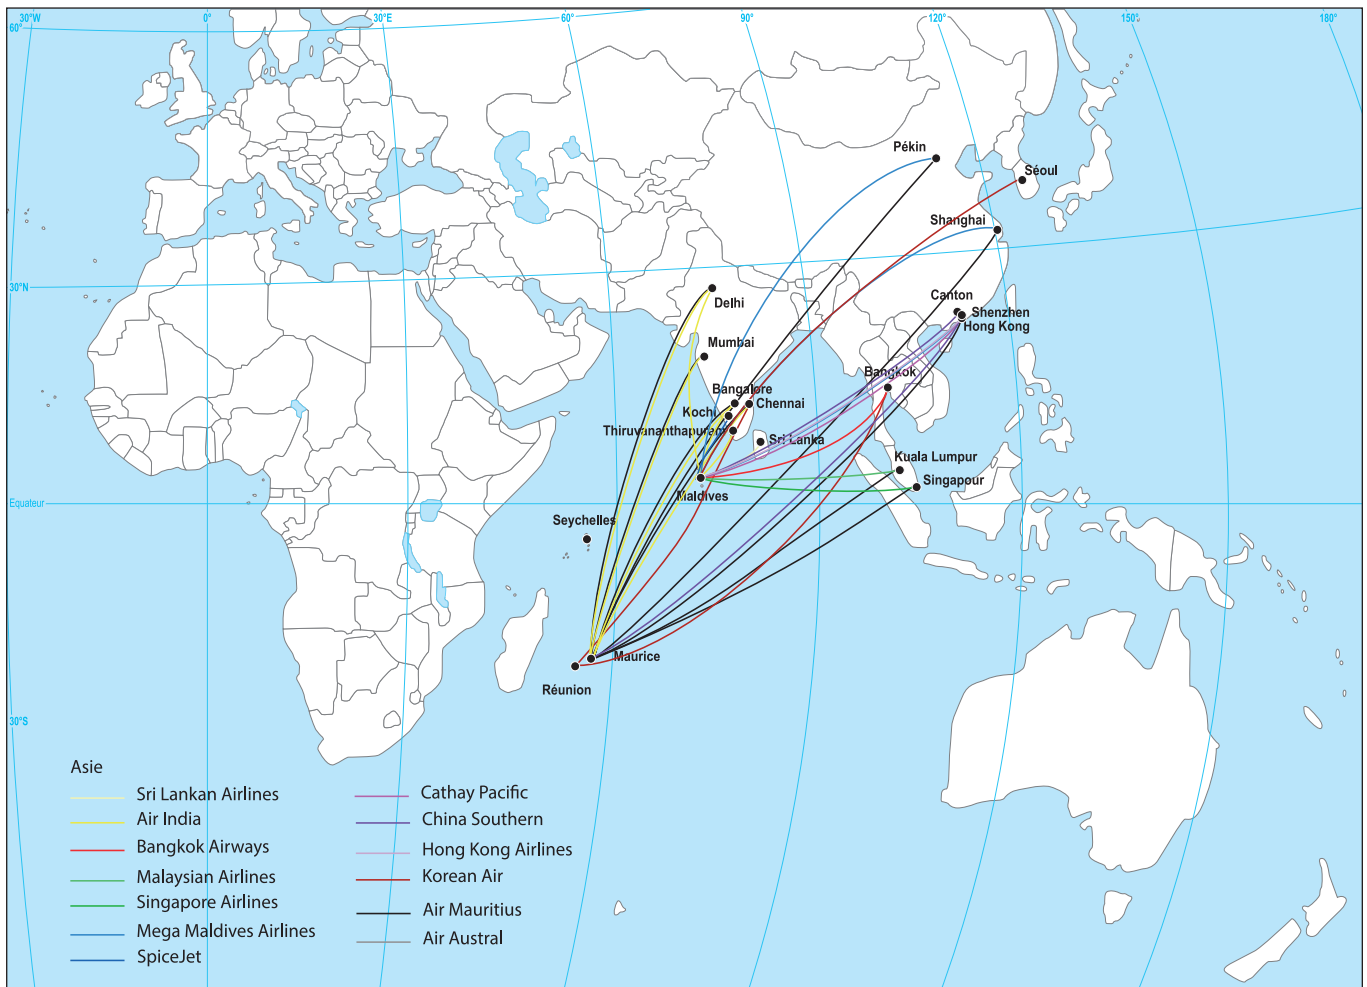 30°W 0° 30°E 60° 90° 120° 150° 180°
60°
Pékin
Séoul
Shanghai
30°N
Delhi
Canton
Shenzhen
Hong Kong
Mumbai
Bangkok
Bangalore
Chennai
Kochi
Thiruvananthapuram
Sri Lanka
Kuala Lumpur
Singapour
Maldives
Equateur
Seychelles
Maurice
Réunion
30°S
Asie
Sri Lankan Airlines
Air India
Bangkok Airways
Malaysian Airlines
Singapore Airlines
Mega Maldives Airlines
SpiceJet
Cathay Pacific
China Southern
Hong Kong Airlines
Korean Air
Air Mauritius
Air Austral